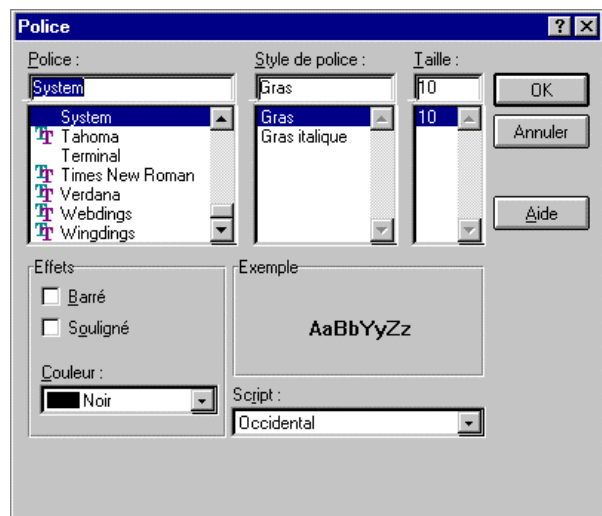 Police
Police :
Style de police :
Taille :
System
Gras
10
OK
System
Tahoma
Terminal
Times New Roman
Verdana
Webdings
Wingdings
Gras
Gras italique
10
Annuler
Aide
Effets
Barré
Souligné
Couleur :
Noir
Exemple
AaBbYyZz
Script :
Occidental